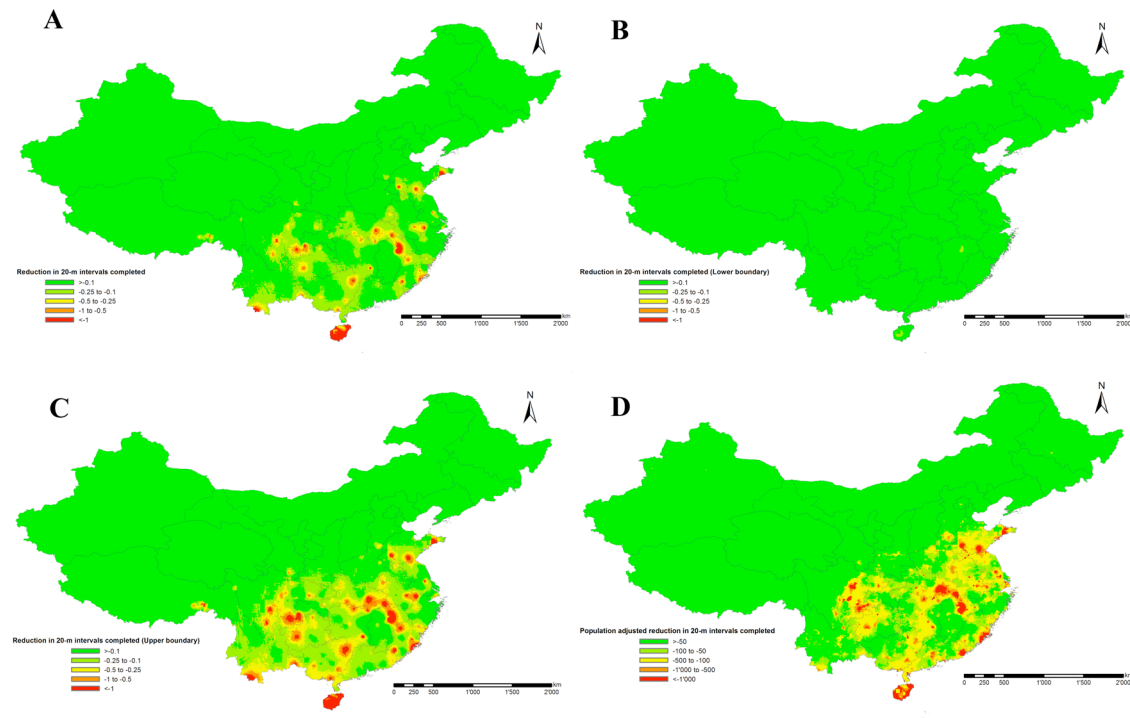 A
N
Reduction in 20-m intervals completed
>-0.1
-0.25 to -0.1
-0.5 to -0.25
-1 to -0.5
<-1
km
0 250 500 1'000 1'500 2'000
B
N
Reduction in 20-m intervals completed (Lower boundary)
>-0.1
-0.25 to -0.1
-0.5 to -0.25
-1 to -0.5
<-1
0 250 500 1'000 1'500 2'000
C
N
Reduction in 20-m intervals completed (Upper boundary)
>-0.1
-0.25 to -0.1
-0.5 to -0.25
-1 to -0.5
<-1
km
0 250 500 1'000 1'500 2'000
D
N
Population adjusted reduction in 20-m intervals completed
>-50
-100 to -50
-500 to -100
-1'000 to -500
<-1'000
0 250 500 1'000 1'500 2'000